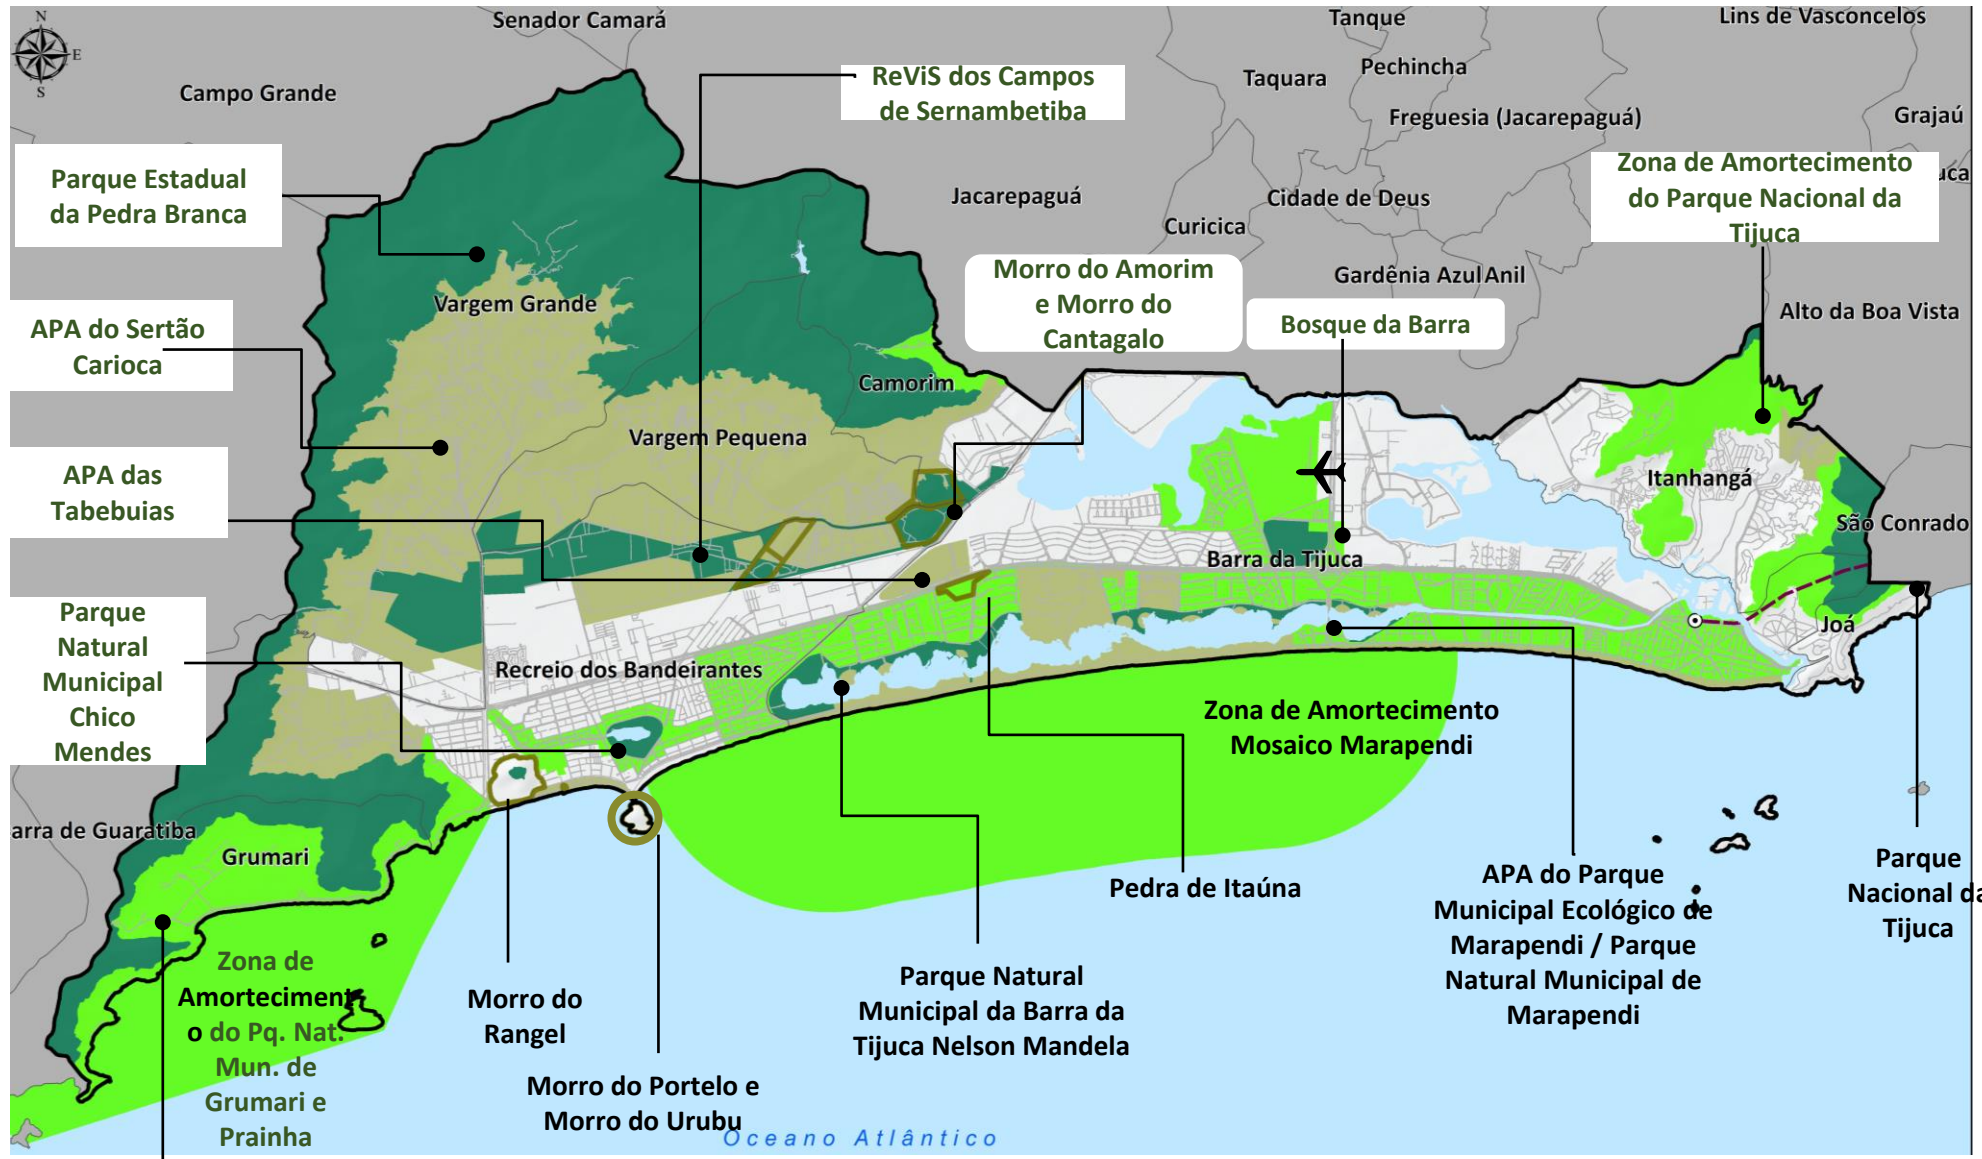 N
E
S
Senador Camará
Tanque
Lins de Vasconcelos
Campo Grande
Taquara
Pechincha
Freguesia (Jacarepaguá)
Grajaú
ReViS dos Campos
de Sernambetiba
Parque Estadual
da Pedra Branca
Zona de Amortecimento
do Parque Nacional da
Tijuca
uca
Jacarepaguá
Cidade de Deus
Curicica
Gardênia Azul
Anil
Alto da Boa Vista
Morro do Amorim
e Morro do
Cantagalo
Bosque da Barra
Vargem Grande
APA do Sertão
Carioca
Camorim
Vargem Pequena
APA das
Tabebuias
Itanhangá
São Conrado
Barra da Tijuca
Joá
Parque
Natural
Municipal
Chico
Mendes
Recreio dos Bandeirantes
Zona de Amortecimento
Mosaico Marapendi
arra de Guaratiba
Grumari
Pedra de Itaúna
APA do Parque
Municipal Ecológico de
Marapendi / Parque
Natural Municipal de
Marapendi
Parque
Nacional da
Tijuca
Zona de
Amorteciment
o do Pq. Nat.
Mun. de
Grumari e
Prainha
Morro do
Rangel
Parque Natural
Municipal da Barra da
Tijuca Nelson Mandela
Morro do Portelo e
Morro do Urubu
Oceano Atlântico